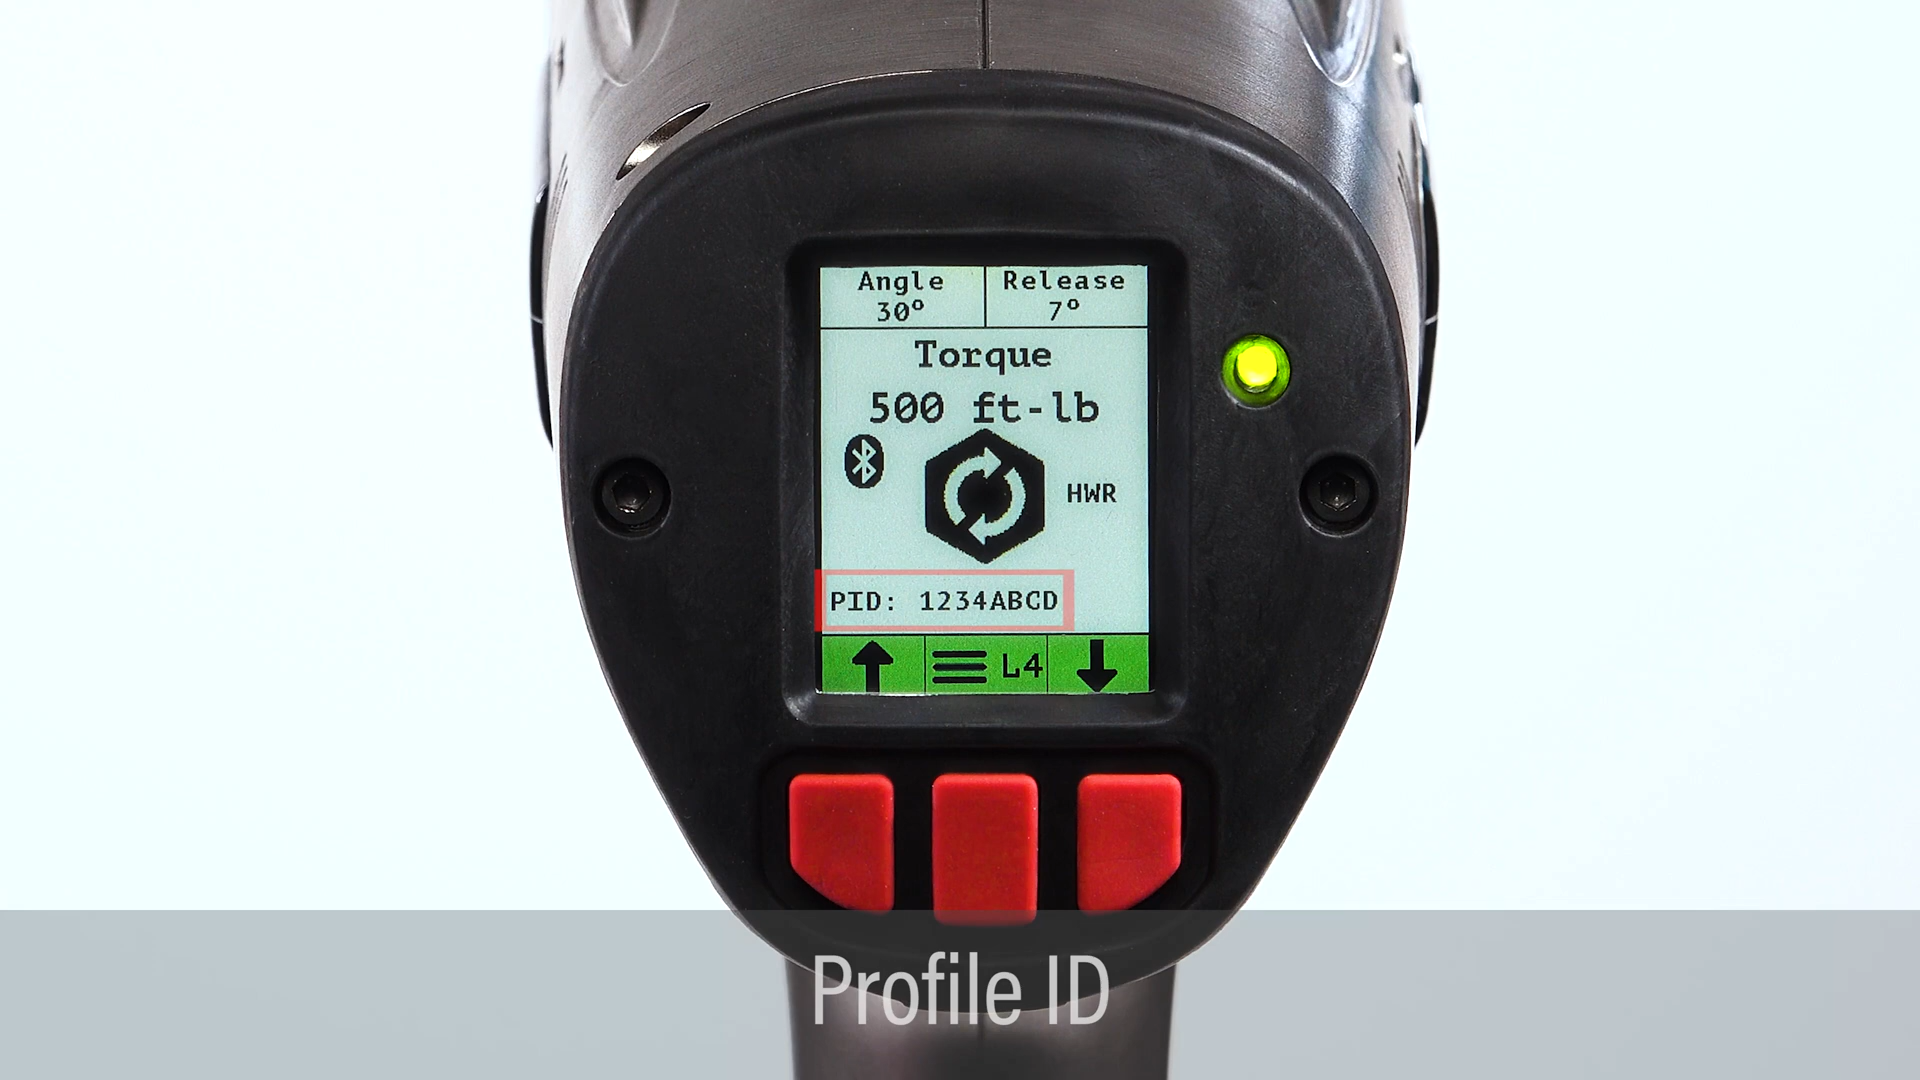 Angle
30°
Release
7°
Torque
500 ft-lb
HWR
PID: 1234ABCD
L4
Profile ID